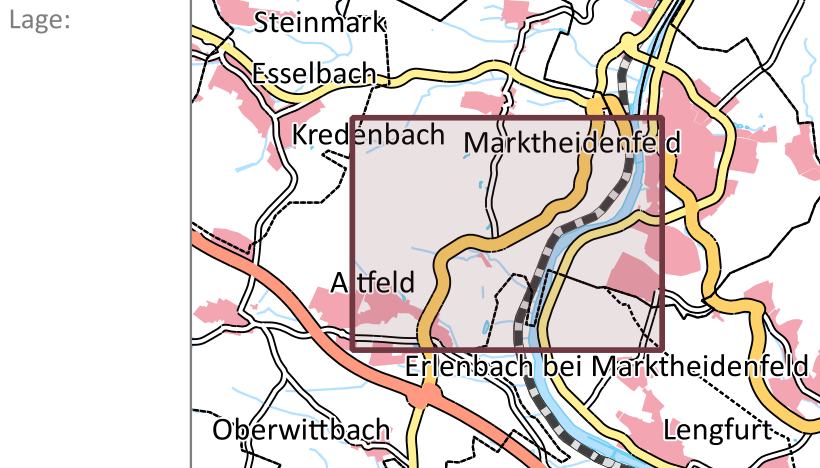 Lage:
Steinmark
Esselbach
Kredenbach
Marktheidenfeld
Altfeld
Erlenbach bei Marktheidenfeld
Oberwittbach
Lengfurt